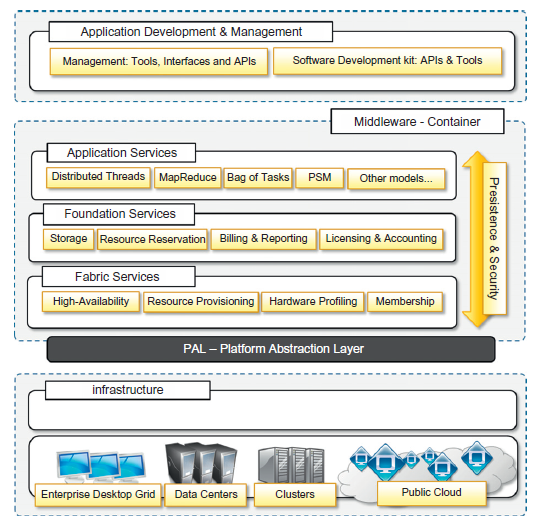 Application Development & Management
Management: Tools, Interfaces and APIs
Software Development kit: APIs & Tools
Middleware - Container
Application Services
Distributed Threads
MapReduce
Bag of Tasks
PSM
Other models...
Foundation Services
Storage
Resource Reservation
Billing & Reporting
Licensing & Accounting
Fabric Services
High-Availability
Resource Provisioning
Hardware Profiling
Membership
Presistence & Security
PAL – Platform Abstraction Layer
infrastructure
Enterprise Desktop Grid
Data Centers
Clusters
Public Cloud